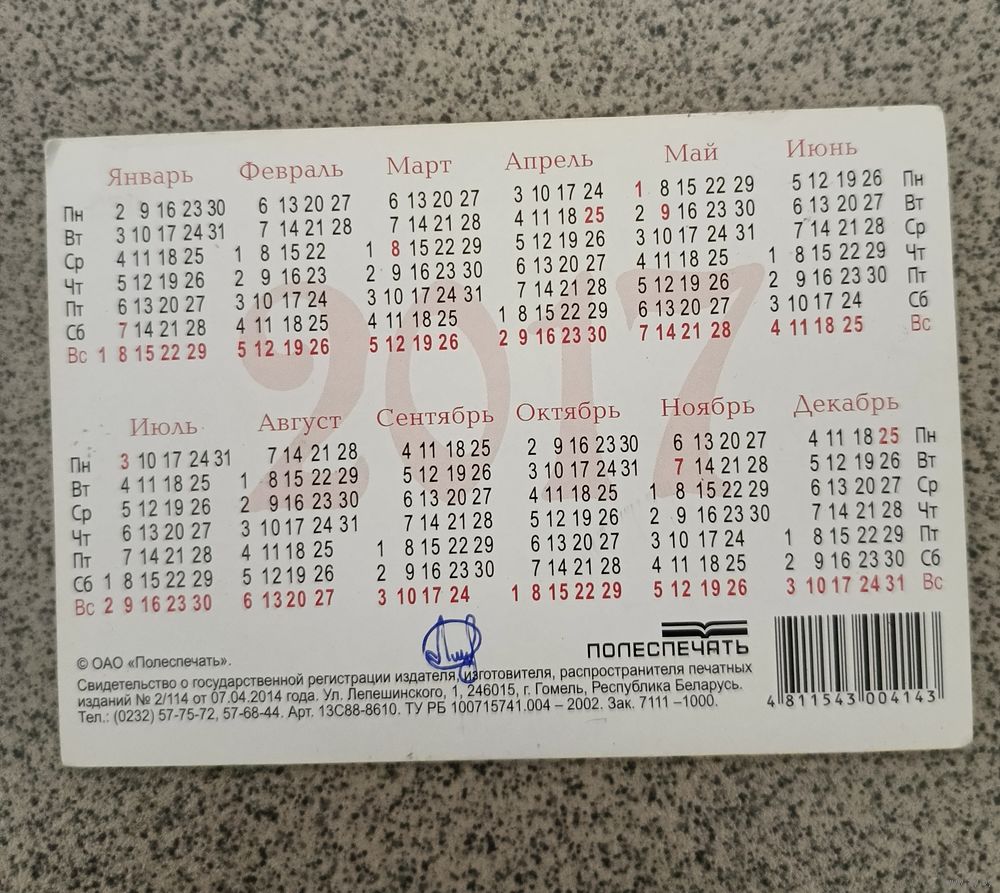 Январь Февраль Март Апрель Май Июнь
Пн 2 9 16 23 30 6 13 20 27 6 13 20 27 3 10 17 24 1 8 15 22 29 5 12 19 26 Пн
Вт 3 10 17 24 31 7 14 21 28 7 14 21 28 4 11 18 25 2 9 16 23 30 6 13 20 27 Вт
Ср 4 11 18 25 1 8 15 22 1 8 15 22 29 5 12 19 26 3 10 17 24 31 7 14 21 28 Ср
Чт 5 12 19 26 2 9 16 23 2 9 16 23 30 6 13 20 27 4 11 18 25 1 8 15 22 29 Чт
Пт 6 13 20 27 3 10 17 24 3 10 17 24 31 7 14 21 28 5 12 19 26 2 9 16 23 30 Пт
Сб 7 14 21 28 4 11 18 25 4 11 18 25 1 8 15 22 29 6 13 20 27 3 10 17 24 Сб
Вс 1 8 15 22 29 5 12 19 26 5 12 19 26 2 9 16 23 30 7 14 21 28 4 11 18 25 Вс
2017
Июль Август Сентябрь Октябрь Ноябрь Декабрь
Пн 3 10 17 24 31 7 14 21 28 4 11 18 25 2 9 16 23 30 6 13 20 27 4 11 18 25 Пн
Вт 4 11 18 25 1 8 15 22 29 5 12 19 26 3 10 17 24 31 7 14 21 28 5 12 19 26 Вт
Ср 5 12 19 26 2 9 16 23 30 6 13 20 27 4 11 18 25 1 8 15 22 29 6 13 20 27 Ср
Чт 6 13 20 27 3 10 17 24 31 7 14 21 28 5 12 19 26 2 9 16 23 30 7 14 21 28 Чт
Пт 7 14 21 28 4 11 18 25 1 8 15 22 29 6 13 20 27 3 10 17 24 1 8 15 22 29 Пт
Сб 1 8 15 22 29 5 12 19 26 2 9 16 23 30 7 14 21 28 4 11 18 25 2 9 16 23 30 Сб
Вс 2 9 16 23 30 6 13 20 27 3 10 17 24 1 8 15 22 29 5 12 19 26 3 10 17 24 31 Вс
ПОЛЕСПЕЧАТЬ
© ОАО «Полеспечать».
Свидетельство о государственной регистрации издателя, изготовителя, распространителя печатных
изданий № 2/114 от 07.04.2014 года. Ул. Лепешинского, 1, 246015, г. Гомель, Республика Беларусь.
Тел.: (0232) 57-75-72, 57-68-44. Арт. 13С88-8610. ТУ РБ 100715741.004 – 2002. Зак. 7111 –1000.
4 811543 004143